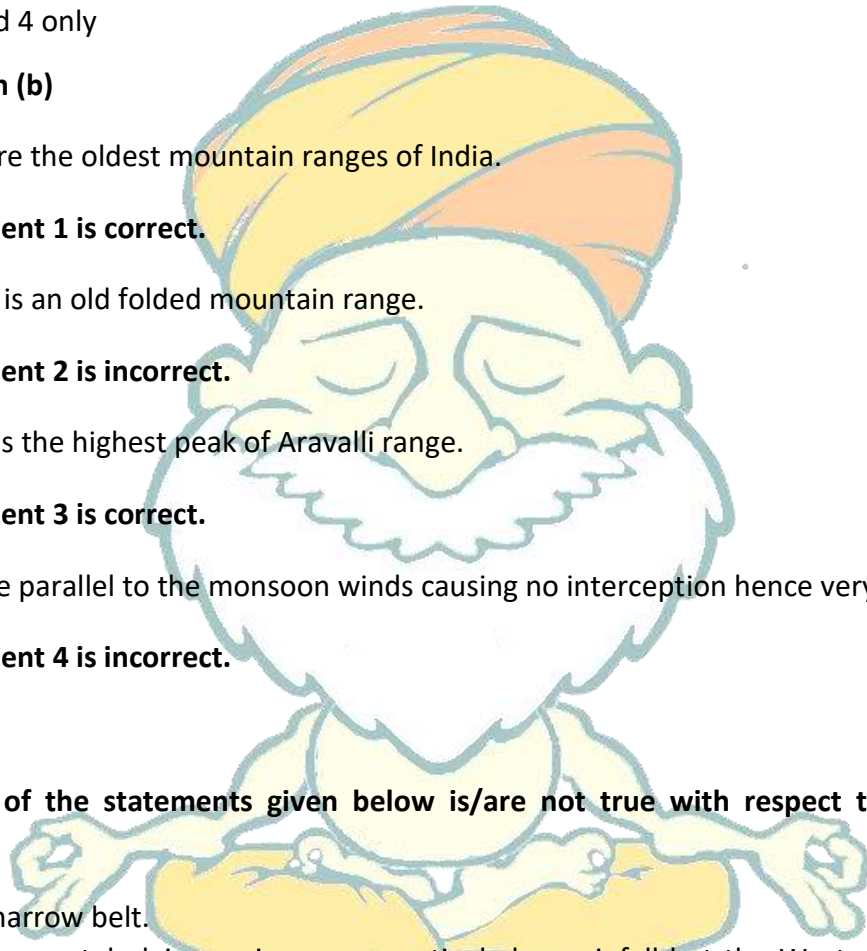 d 4 only
n (b)
re the oldest mountain ranges of India.
ent 1 is correct.
is an old folded mountain range.
ent 2 is incorrect.
s the highest peak of Aravalli range.
ent 3 is correct.
e parallel to the monsoon winds causing no interception hence very
ent 4 is incorrect.
of the statements given below is/are not true with respect t
narrow belt.